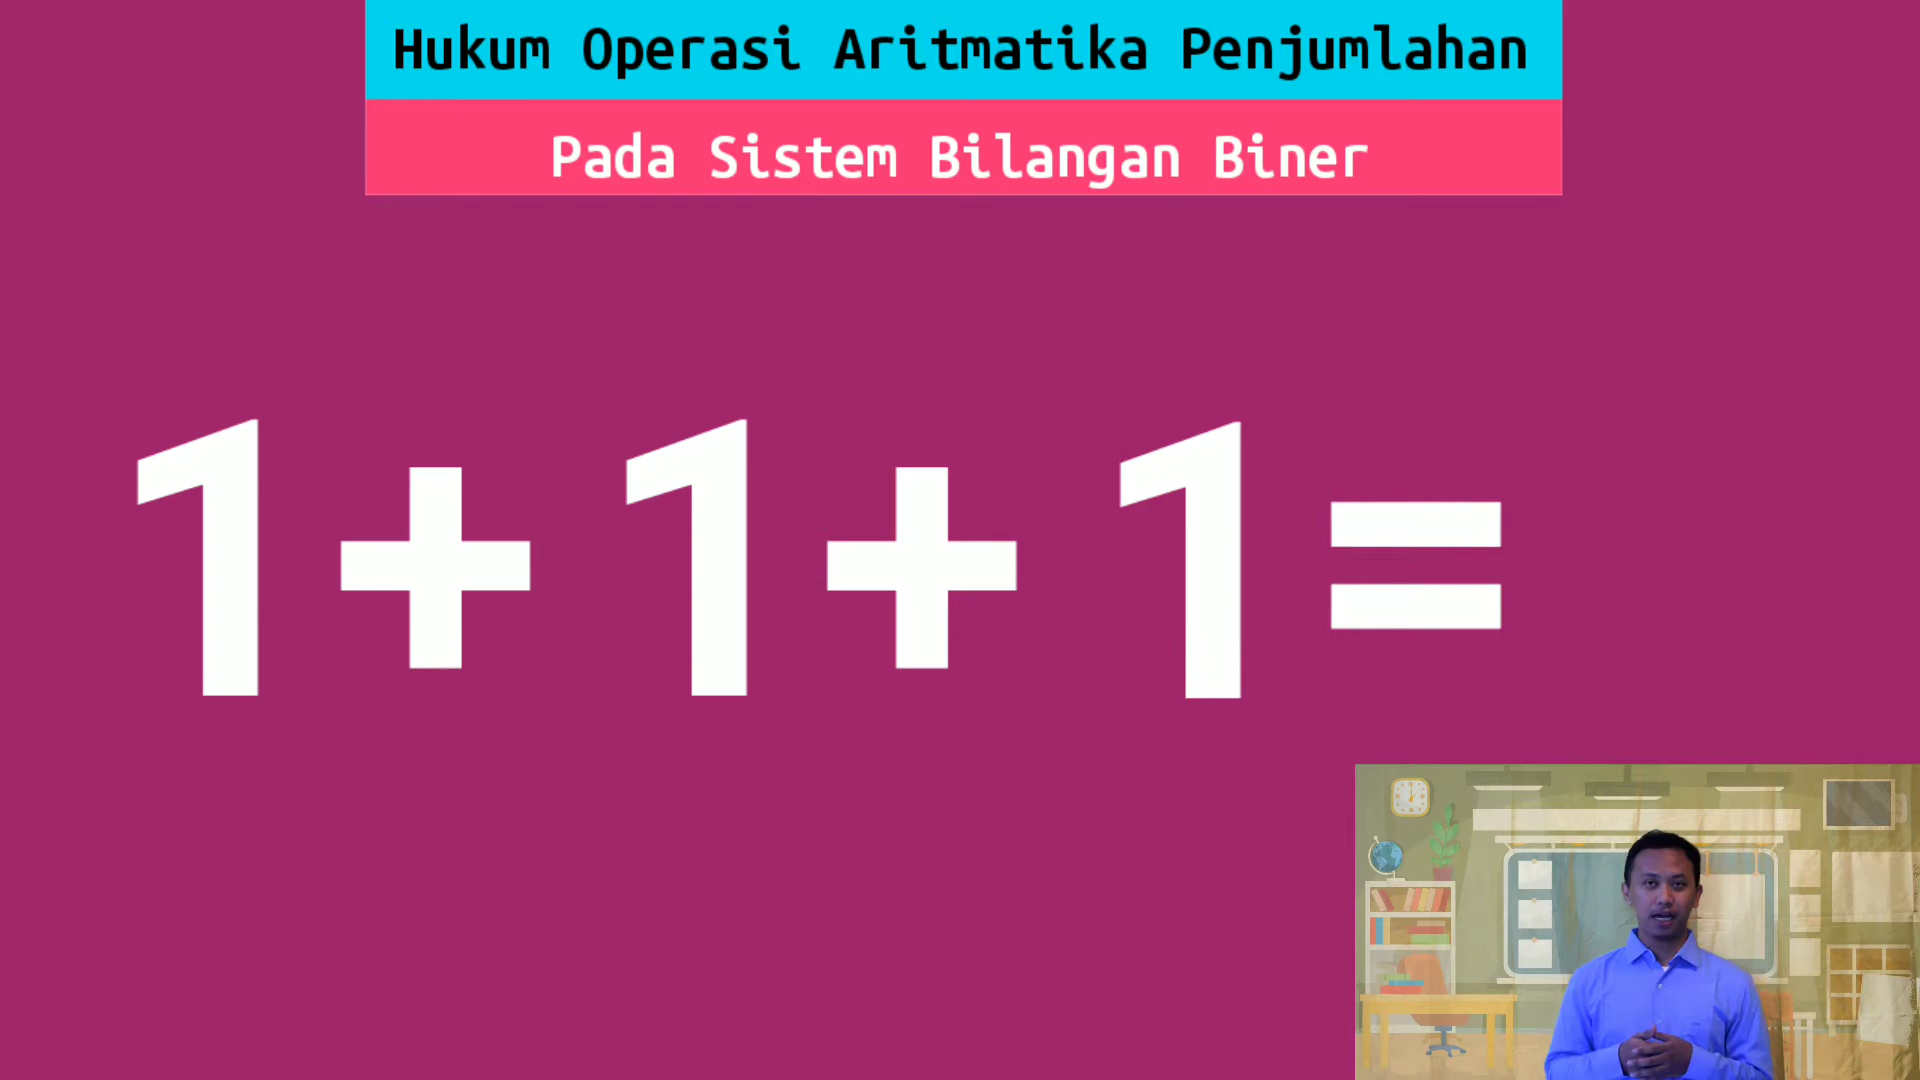 Hukum Operasi Aritmatika Penjumlahan
Pada Sistem Bilangan Biner
1+1+1=